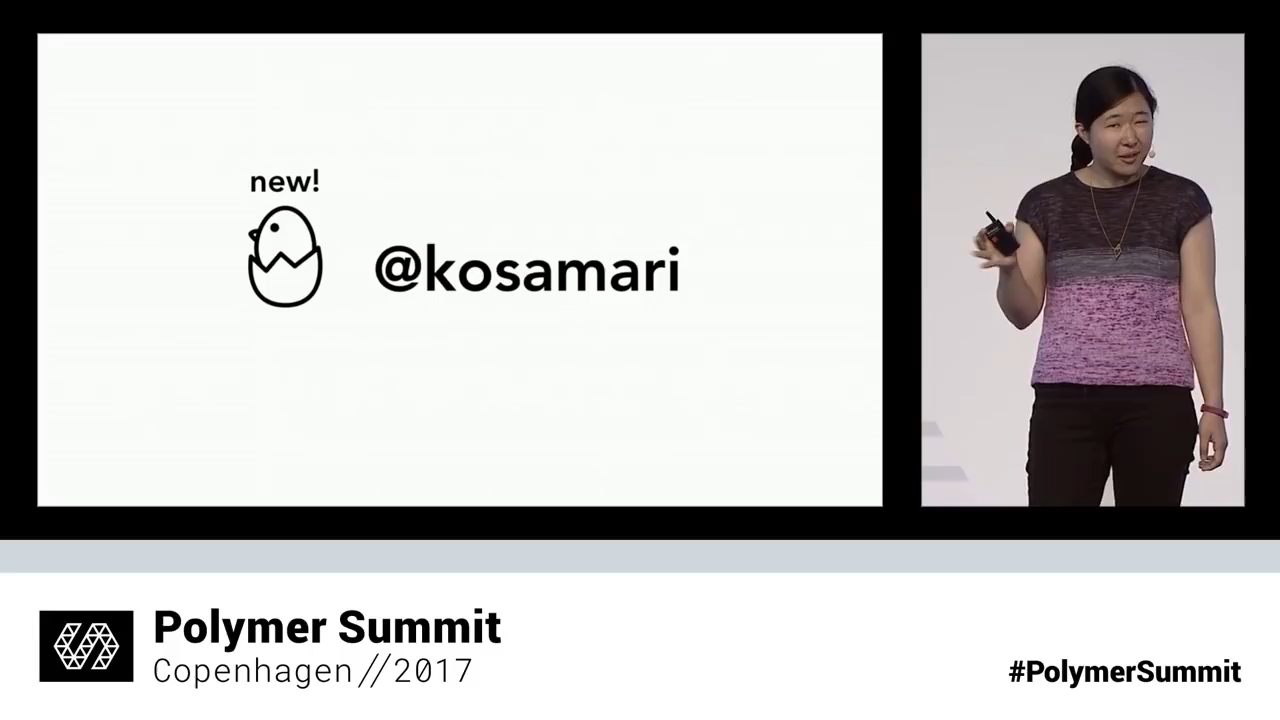 new!
@kosamari
Polymer Summit
Copenhagen//2017
#PolymerSummit